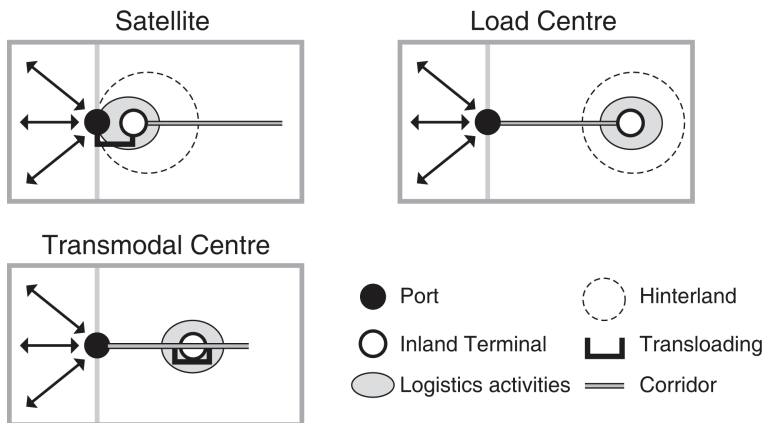 Satellite
Load Centre
Transmodal Centre
Port
Hinterland
Inland Terminal
Transloading
Logistics activities
Corridor